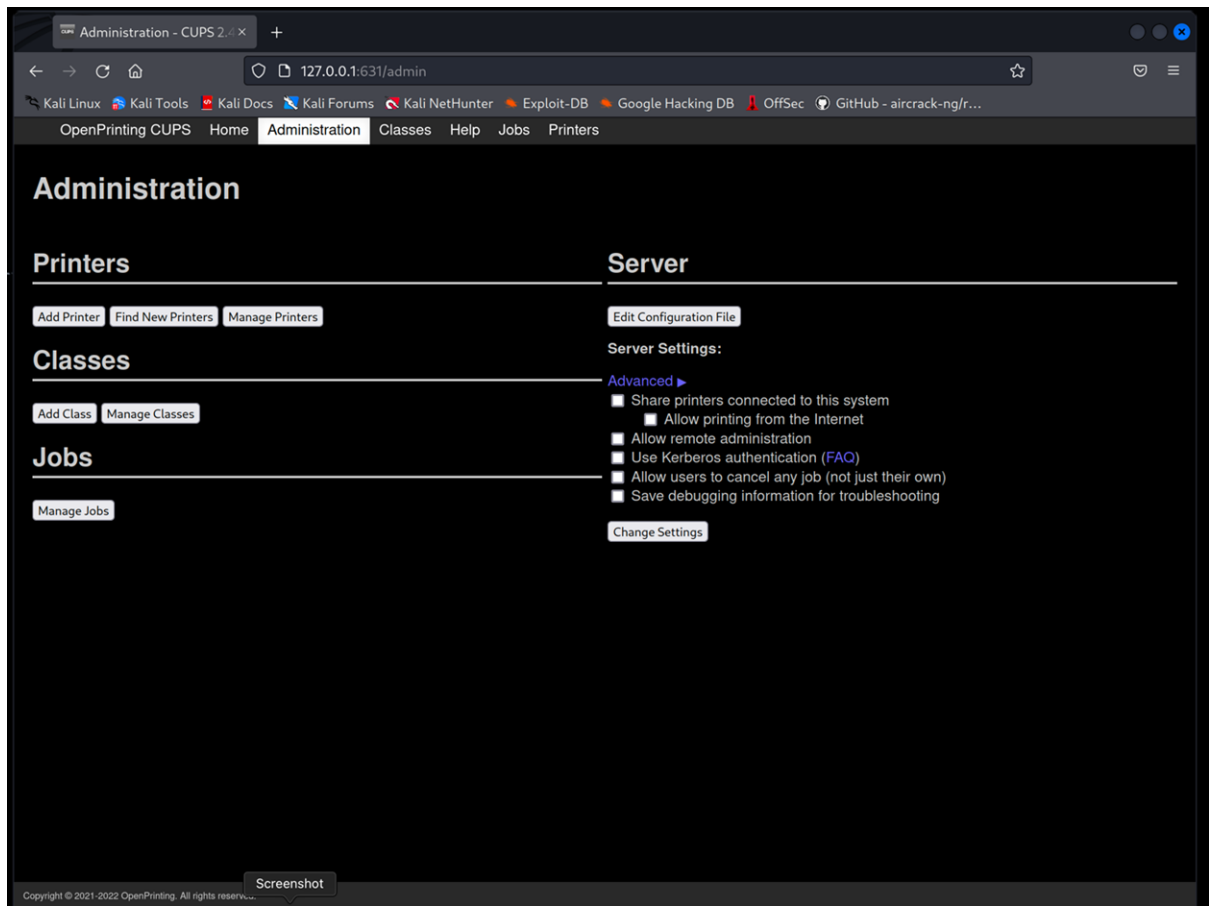 Administration - CUPS 2.4
127.0.0.1:631/admin
Kali Linux Kali Tools Kali Docs Kali Forums Kali NetHunter Exploit-DB Google Hacking DB OffSec GitHub - aircrack-ng/r...
OpenPrinting CUPS Home Administration Classes Help Jobs Printers
Administration
Printers
Add Printer Find New Printers Manage Printers
Classes
Add Class Manage Classes
Jobs
Manage Jobs
Server
Edit Configuration File
Server Settings:
Advanced ▶
Share printers connected to this system
Allow printing from the Internet
Allow remote administration
Use Kerberos authentication (FAQ)
Allow users to cancel any job (not just their own)
Save debugging information for troubleshooting
Change Settings
Screenshot
Copyright © 2021-2022 OpenPrinting. All rights